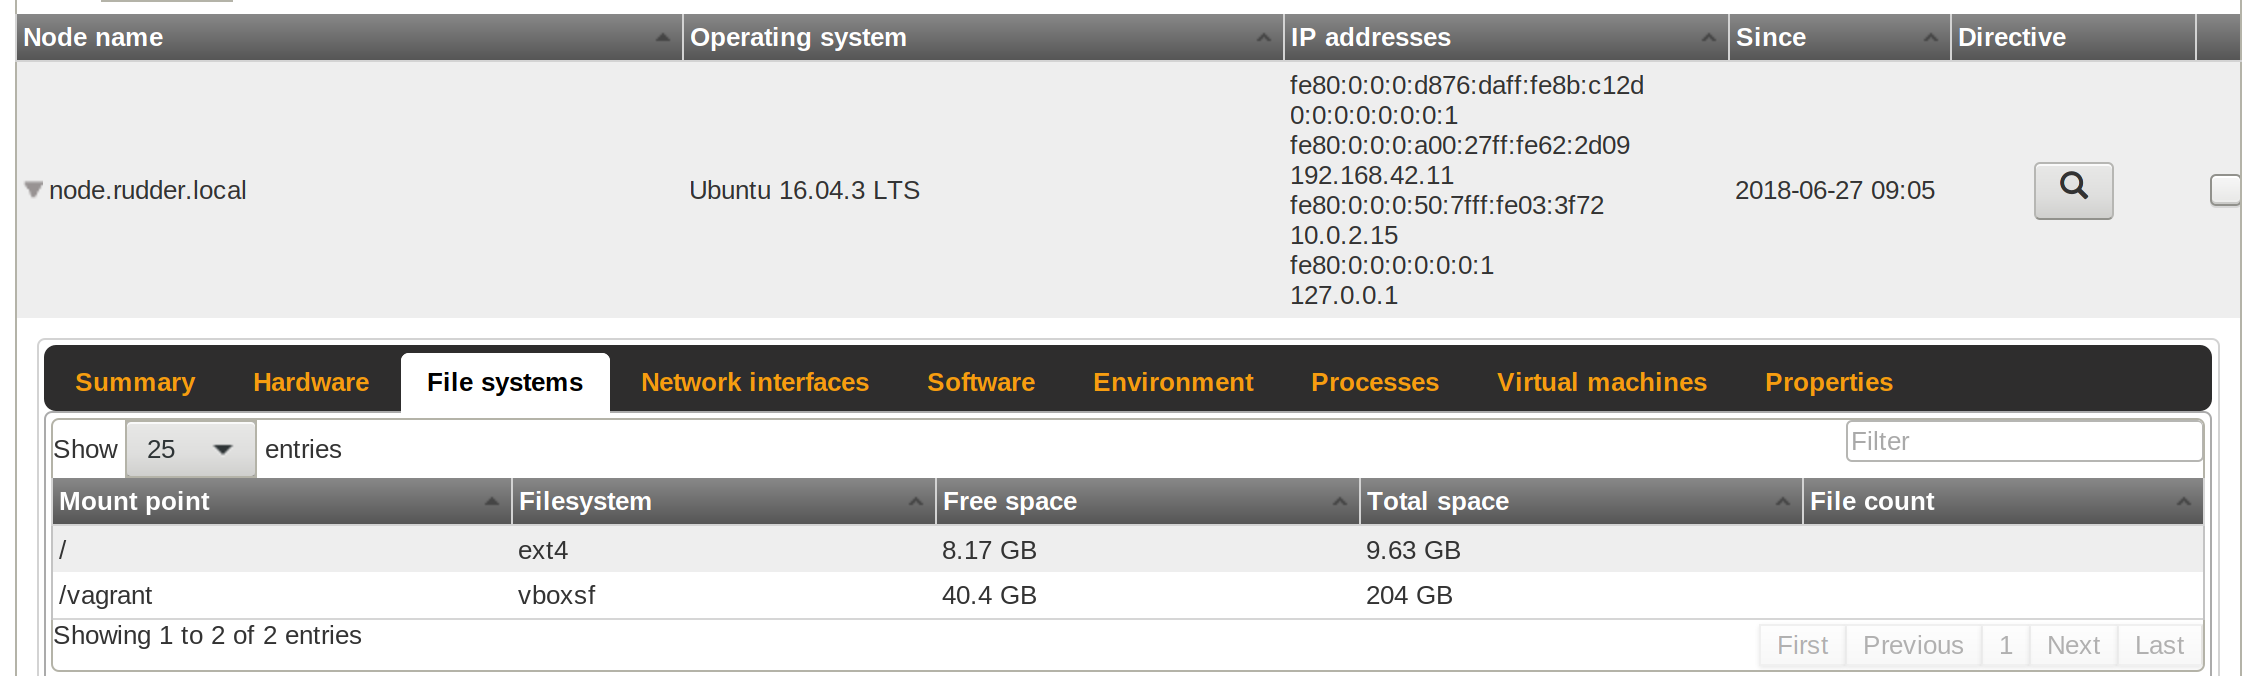 Node name Operating system IP addresses Since Directive
fe80:0:0:0:d876:daff:fe8b:c12d
0:0:0:0:0:0:0:1
fe80:0:0:0:a00:27ff:fe62:2d09
192.168.42.11
node.rudder.local Ubuntu 16.04.3 LTS 2018-06-27 09:05
fe80:0:0:0:50:7fff:fe03:3f72
10.0.2.15
fe80:0:0:0:0:0:0:1
127.0.0.1
Summary Hardware File systems Network interfaces Software Environment Processes Virtual machines Properties
Show 25 entries Filter
Mount point Filesystem Free space Total space File count
/ ext4 8.17 GB 9.63 GB
/vagrant vboxsf 40.4 GB 204 GB
Showing 1 to 2 of 2 entries First Previous 1 Next Last